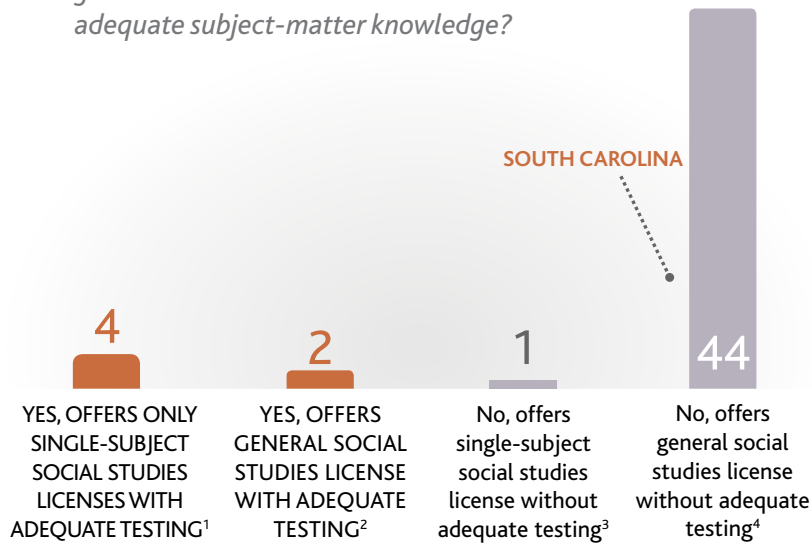 adequate subject-matter knowledge?
SOUTH CAROLINA
4
2
1
44
YES, OFFERS ONLY
SINGLE-SUBJECT
SOCIAL STUDIES
LICENSES WITH
ADEQUATE TESTING¹
YES, OFFERS
GENERAL SOCIAL
STUDIES LICENSE
WITH ADEQUATE
TESTING²
No, offers
single-subject
social studies
license without
adequate testing³
No, offers
general social
studies license
without adequate
testing⁴